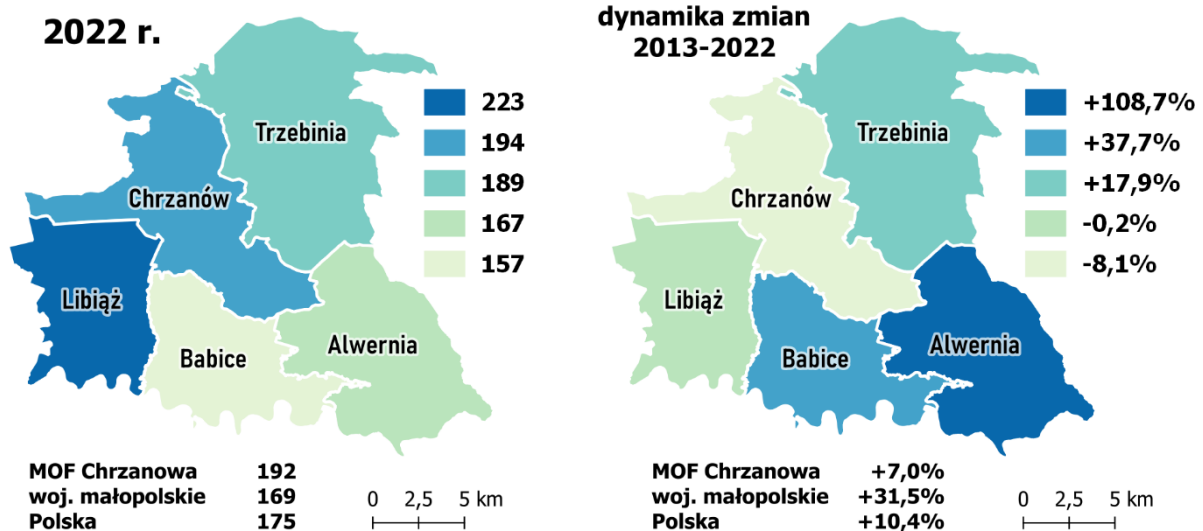 2022 r.
223
194
189
167
157
Trzebinia
Chrzanów
Libiąż
Babice
Alwernia
MOF Chrzanowa 192
woj. małopolskie 169
Polska 175
0 2,5 5 km
dynamika zmian
2013-2022
+108,7%
+37,7%
+17,9%
-0,2%
-8,1%
Trzebinia
Chrzanów
Libiąż
Babice
Alwernia
MOF Chrzanowa +7,0%
woj. małopolskie +31,5%
Polska +10,4%
0 2,5 5 km